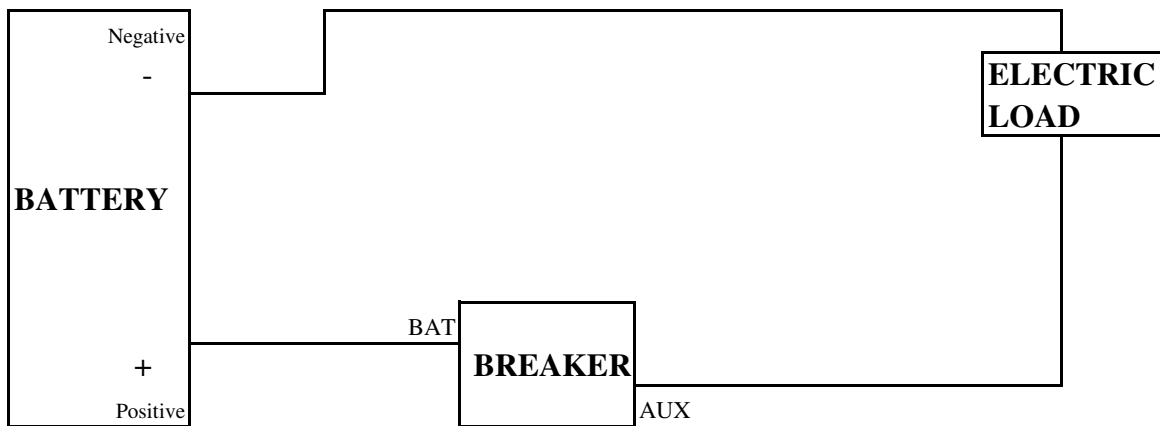 Negative
-
ELECTRIC
LOAD
BATTERY
BAT
BREAKER
+
Positive
AUX